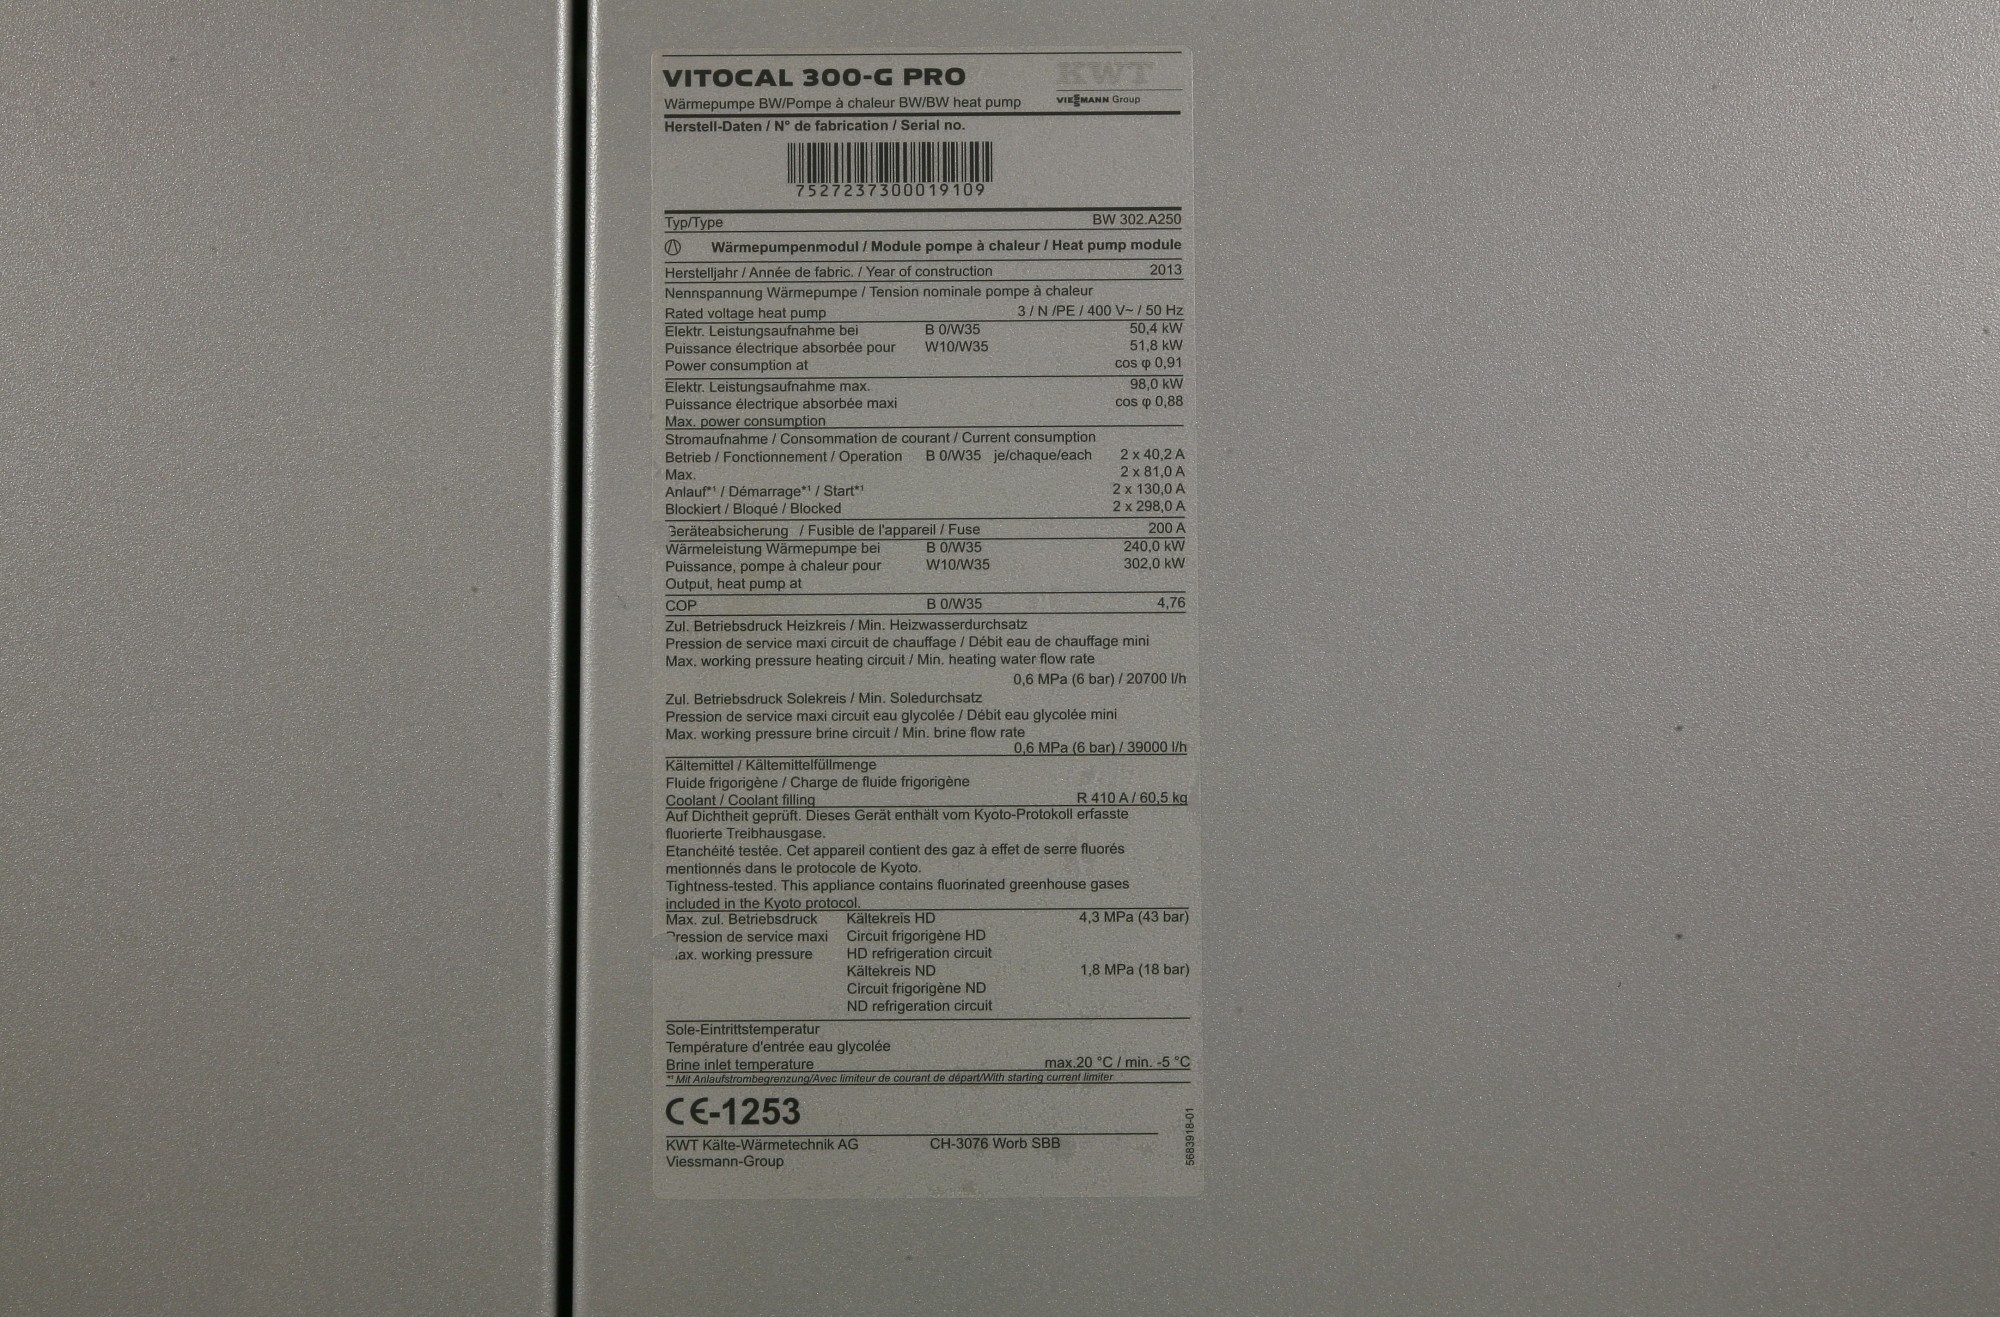 VITOCAL 300-G PRO
KWT
Wärmepumpe BW/Pompe à chaleur BW/BW heat pump
VIESMANN Group
Herstell-Daten / N° de fabrication / Serial no.
7527237300019109
Typ/Type BW 302.A250
Wärmepumpenmodul / Module pompe à chaleur / Heat pump module
Herstelljahr / Année de fabric. / Year of construction 2013
Nennspannung Wärmepumpe / Tension nominale pompe à chaleur
Rated voltage heat pump 3 / N /PE / 400 V~ / 50 Hz
Elektr. Leistungsaufnahme bei B 0/W35 50,4 kW
Puissance électrique absorbée pour W10/W35 51,8 kW
Power consumption at cos φ 0,91
Elektr. Leistungsaufnahme max. 98,0 kW
Puissance électrique absorbée maxi cos φ 0,88
Max. power consumption
Stromaufnahme / Consommation de courant / Current consumption
Betrieb / Fonctionnement / Operation B 0/W35 je/chaque/each 2 x 40,2 A
Max. 2 x 81,0 A
Anlauf*¹ / Démarrage*¹ / Start*¹ 2 x 130,0 A
Blockiert / Bloqué / Blocked 2 x 298,0 A
Geräteabsicherung / Fusible de l'appareil / Fuse 200 A
Wärmeleistung Wärmepumpe bei B 0/W35 240,0 kW
Puissance, pompe à chaleur pour W10/W35 302,0 kW
Output, heat pump at
COP B 0/W35 4,76
Zul. Betriebsdruck Heizkreis / Min. Heizwasserdurchsatz
Pression de service maxi circuit de chauffage / Débit eau de chauffage mini
Max. working pressure heating circuit / Min. heating water flow rate
0,6 MPa (6 bar) / 20700 l/h
Zul. Betriebsdruck Solekreis / Min. Soledurchsatz
Pression de service maxi circuit eau glycolée / Débit eau glycolée mini
Max. working pressure brine circuit / Min. brine flow rate
0,6 MPa (6 bar) / 39000 l/h
Kältemittel / Kältemittelfüllmenge
Fluide frigorigène / Charge de fluide frigorigène
Coolant / Coolant filling R 410 A / 60,5 kg
Auf Dichtheit geprüft. Dieses Gerät enthält vom Kyoto-Protokoll erfasste
fluorierte Treibhausgase.
Etanchéité testée. Cet appareil contient des gaz à effet de serre fluorés
mentionnés dans le protocole de Kyoto.
Tightness-tested. This appliance contains fluorinated greenhouse gases
included in the Kyoto protocol.
Max. zul. Betriebsdruck Kältekreis HD 4,3 MPa (43 bar)
Pression de service maxi Circuit frigorigène HD
Max. working pressure HD refrigeration circuit
Kältekreis ND 1,8 MPa (18 bar)
Circuit frigorigène ND
ND refrigeration circuit
Sole-Eintrittstemperatur
Température d'entrée eau glycolée
Brine inlet temperature max.20 °C / min. -5 °C
*¹ Mit Anlaufstrombegrenzung/Avec limiteur de courant de départ/With starting current limiter
CE-1253
KWT Kälte-Wärmetechnik AG CH-3076 Worb SBB
Viessmann-Group
5683918-01